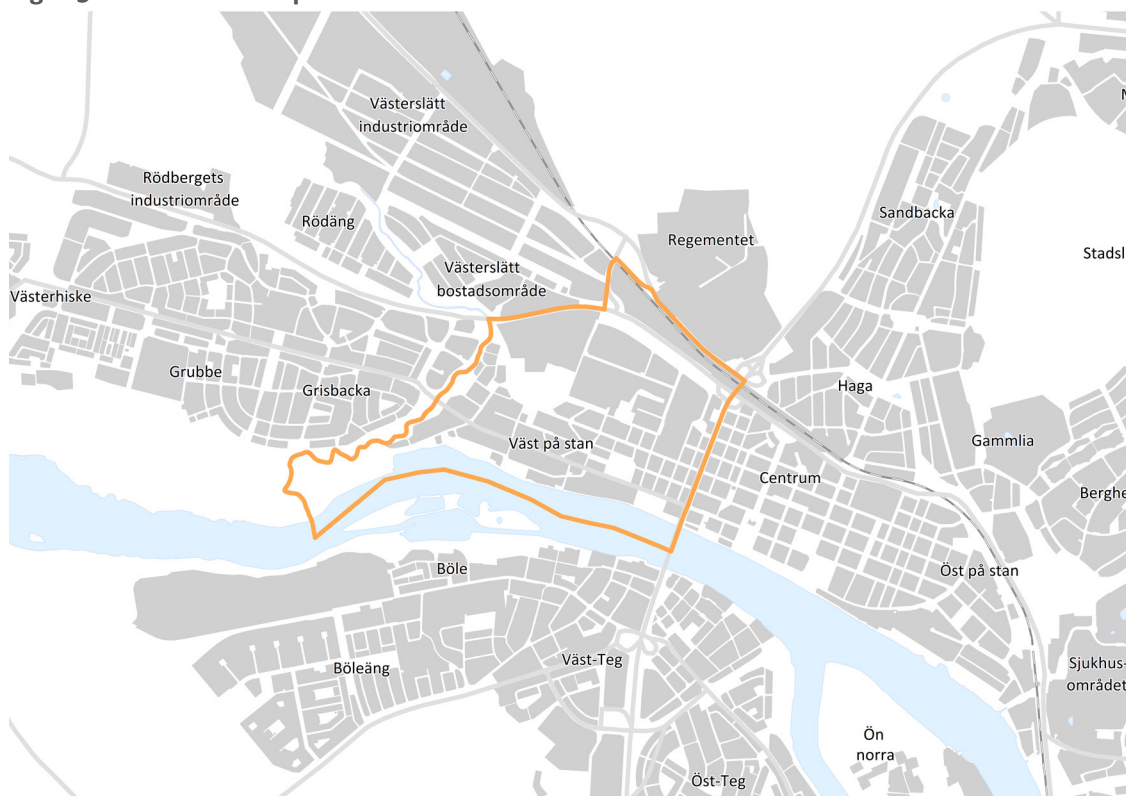 Västerslätt
industriområde
Rödbergets
industriområde
Rödäng
Sandbacka
Regementet
Stadsl
Västerslätt
bostadsområde
Västerhiske
Grubbe
Grisbacka
Haga
Väst på stan
Gammlia
Centrum
Berghe
Böle
Öst på stan
Väst-Teg
Böleäng
Sjukhus-
området
Ön
norra
Öst-Teg